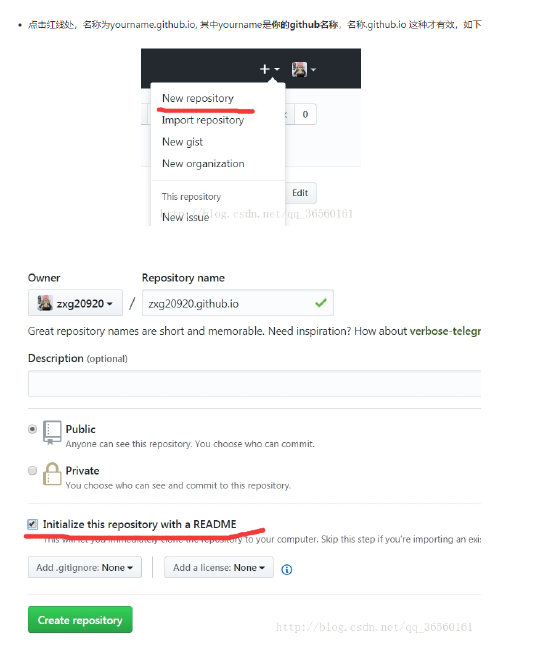 点击红线处，名称为yourname.github.io, 其中yourname是你的github名称，名称.github.io 这种才有效，如下
New repository
0
Import repository
New gist
New organization
Edit
This repository
http://blog.csdn.net/qq_36560161
New issue
Owner Repository name
zxg20920 / zxg20920.github.io
Great repository names are short and memorable. Need inspiration? How about verbose-telegr
Description (optional)
Public
Anyone can see this repository. You choose who can commit.
Private
You choose who can see and commit to this repository.
Initialize this repository with a README
This will let you immediately clone the repository to your computer. Skip this step if you're importing an exi
Add .gitignore: None Add a license: None
Create repository
http://blog.csdn.net/qq_36560161